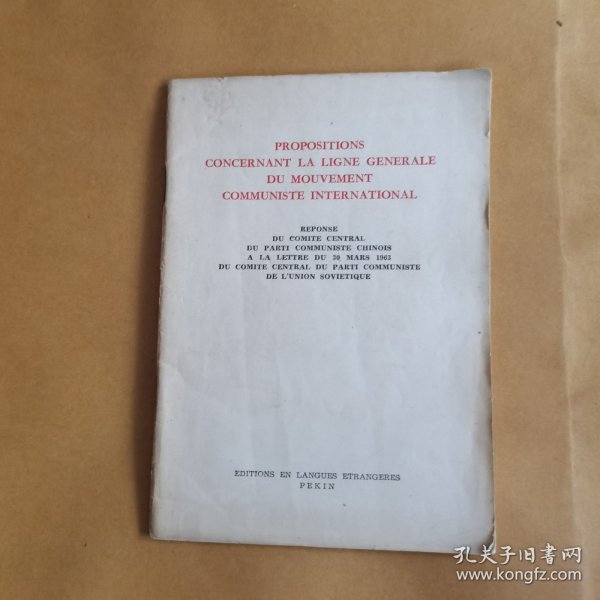 PROPOSITIONS
CONCERNANT LA LIGNE GENERALE
DU MOUVEMENT
COMMUNISTE INTERNATIONAL
REPONSE
DU COMITE CENTRAL
DU PARTI COMMUNISTE CHINOIS
A LA LETTRE DU 30 MARS 1963
DU COMITE CENTRAL DU PARTI COMMUNISTE
DE L'UNION SOVIETIQUE
EDITIONS EN LANGUES ETRANGERES
PEKIN
孔夫子旧书网
www.kongfz.com